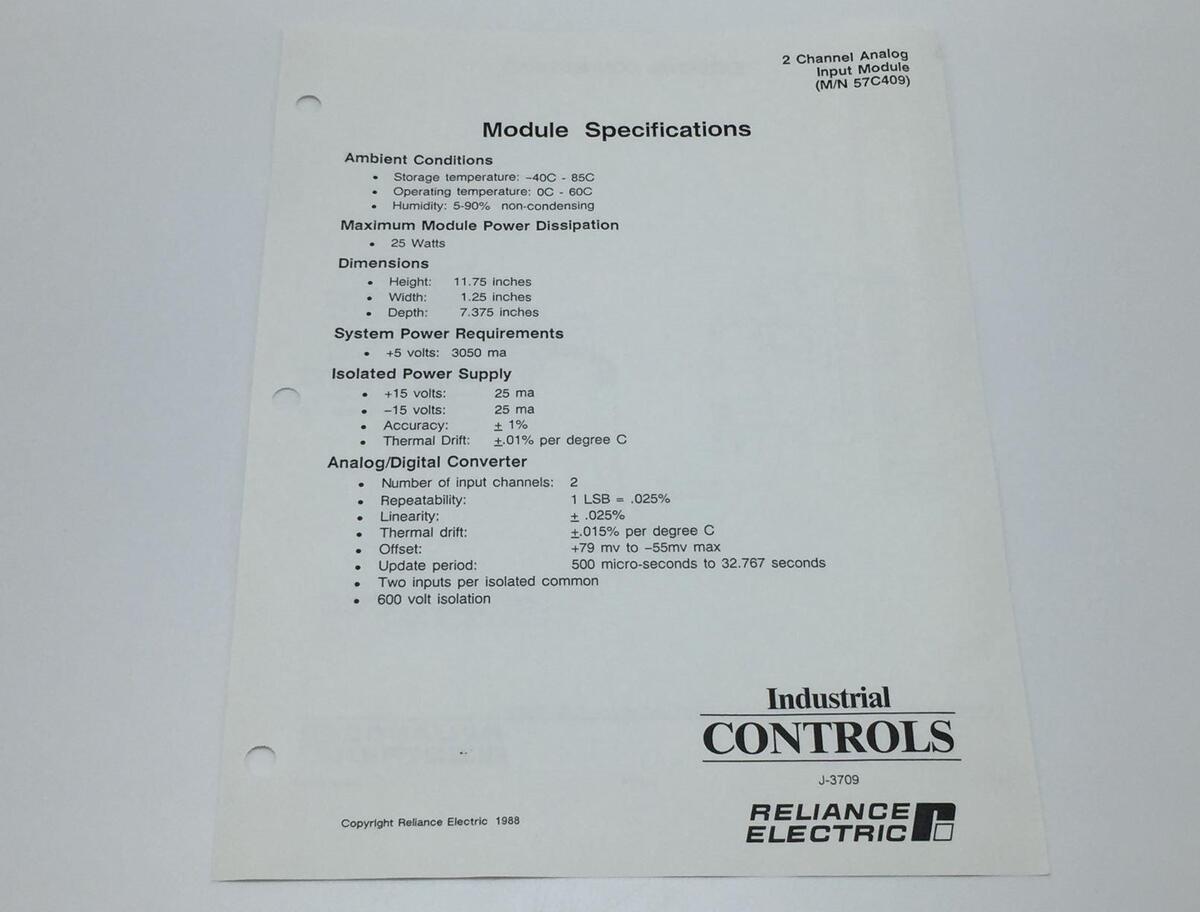 2 Channel Analog
Input Module
(M/N 57C409)
Module Specifications
Ambient Conditions
• Storage temperature: –40C - 85C
• Operating temperature: 0C - 60C
• Humidity: 5-90% non-condensing
Maximum Module Power Dissipation
• 25 Watts
Dimensions
• Height: 11.75 inches
• Width: 1.25 inches
• Depth: 7.375 inches
System Power Requirements
• +5 volts: 3050 ma
Isolated Power Supply
• +15 volts: 25 ma
• –15 volts: 25 ma
• Accuracy: ± 1%
• Thermal Drift: ±.01% per degree C
Analog/Digital Converter
• Number of input channels: 2
• Repeatability: 1 LSB = .025%
• Linearity: ± .025%
• Thermal drift: ±.015% per degree C
• Offset: +79 mv to –55mv max
• Update period: 500 micro-seconds to 32.767 seconds
• Two inputs per isolated common
• 600 volt isolation
Industrial
CONTROLS
J-3709
RELIANCE
ELECTRIC
Copyright Reliance Electric 1988